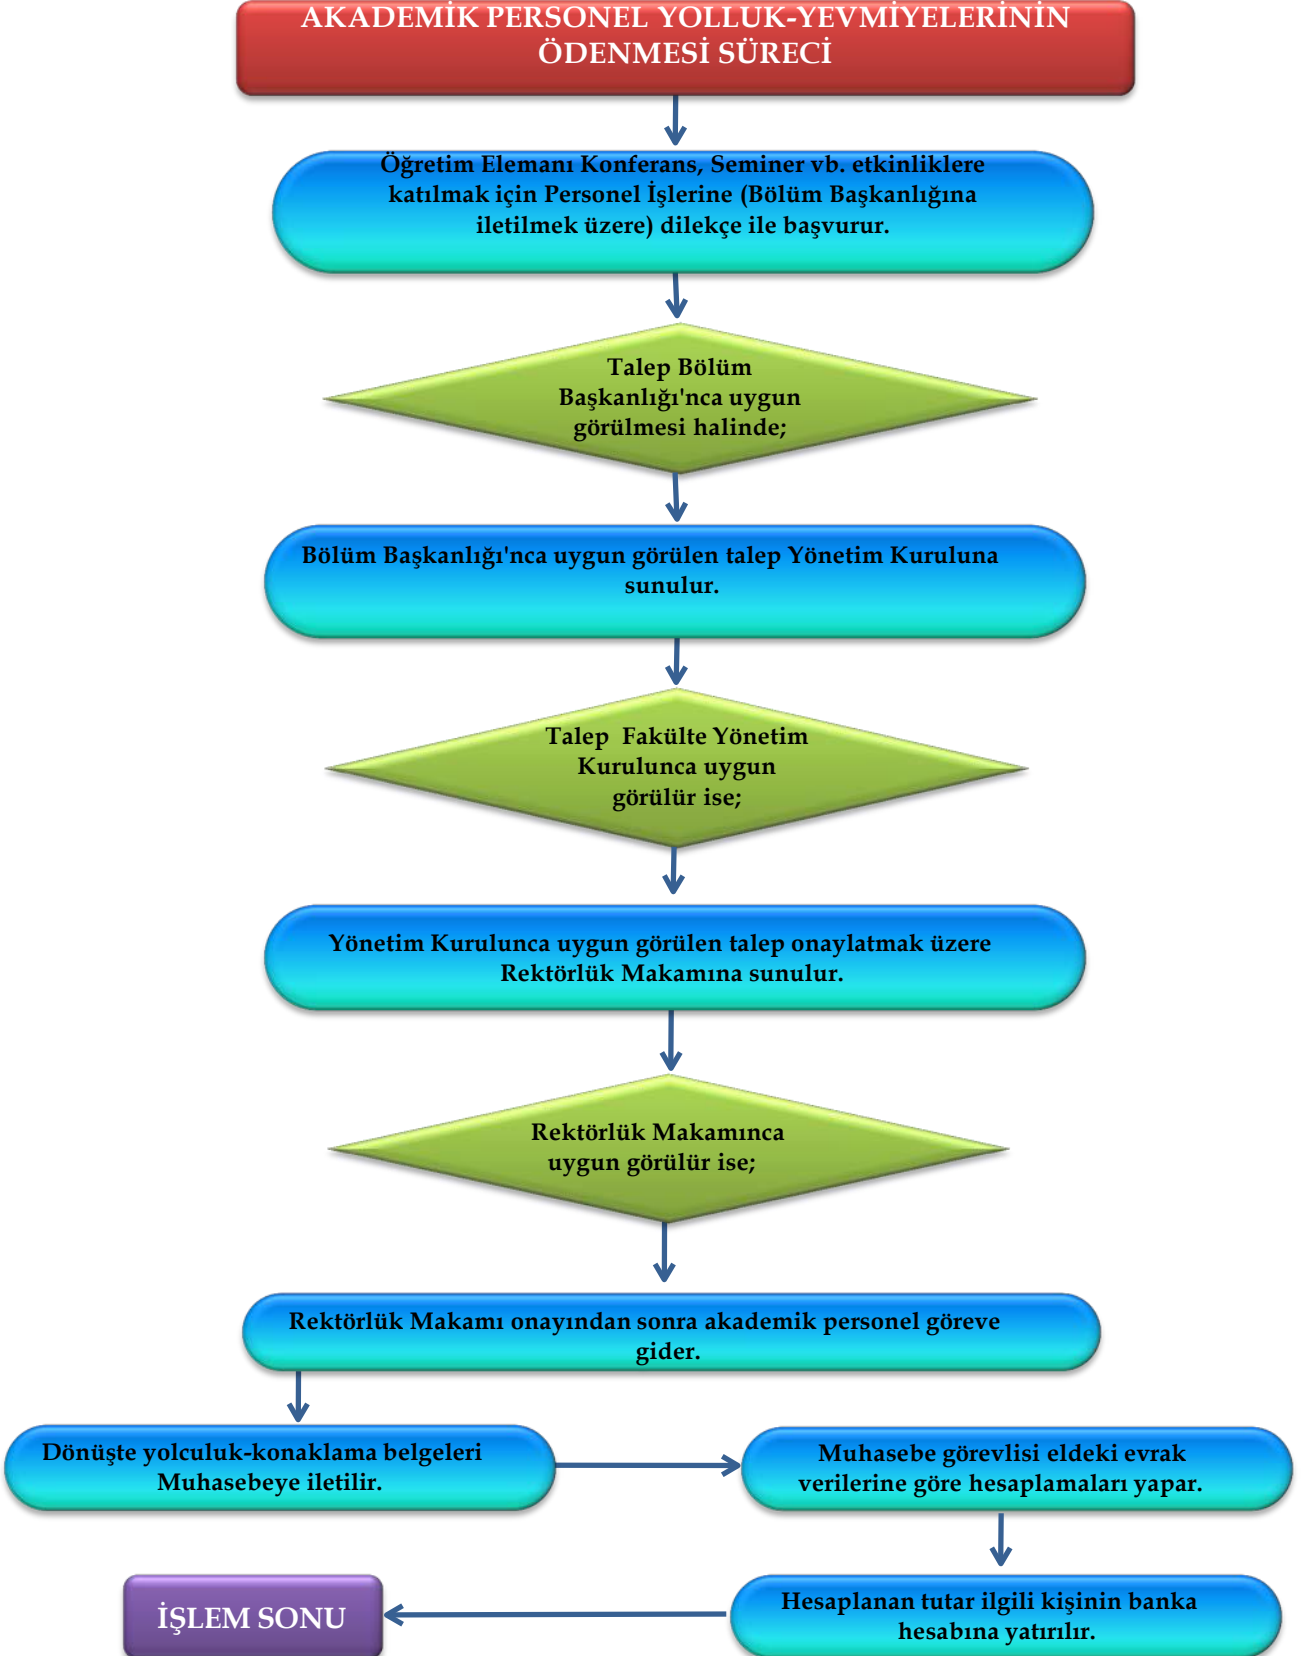 AKADEMİK PERSONEL YOLLUK-YEVMİYELERİNİN
ÖDENMESİ SÜRECİ
Öğretim Elemanı Konferans, Seminer vb. etkinliklere
katılmak için Personel İşlerine (Bölüm Başkanlığına
iletilmek üzere) dilekçe ile başvurur.
Talep Bölüm
Başkanlığı'nca uygun
görülmesi halinde;
Bölüm Başkanlığı'nca uygun görülen talep Yönetim Kuruluna
sunulur.
Talep Fakülte Yönetim
Kurulunca uygun
görülür ise;
Yönetim Kurulunca uygun görülen talep onaylatmak üzere
Rektörlük Makamına sunulur.
Rektörlük Makamınca
uygun görülür ise;
Rektörlük Makamı onayından sonra akademik personel göreve
gider.
Dönüşte yolculuk-konaklama belgeleri
Muhasebeye iletilir.
Muhasebe görevlisi eldeki evrak
verilerine göre hesaplamaları yapar.
Hesaplanan tutar ilgili kişinin banka
hesabına yatırılır.
İŞLEM SONU